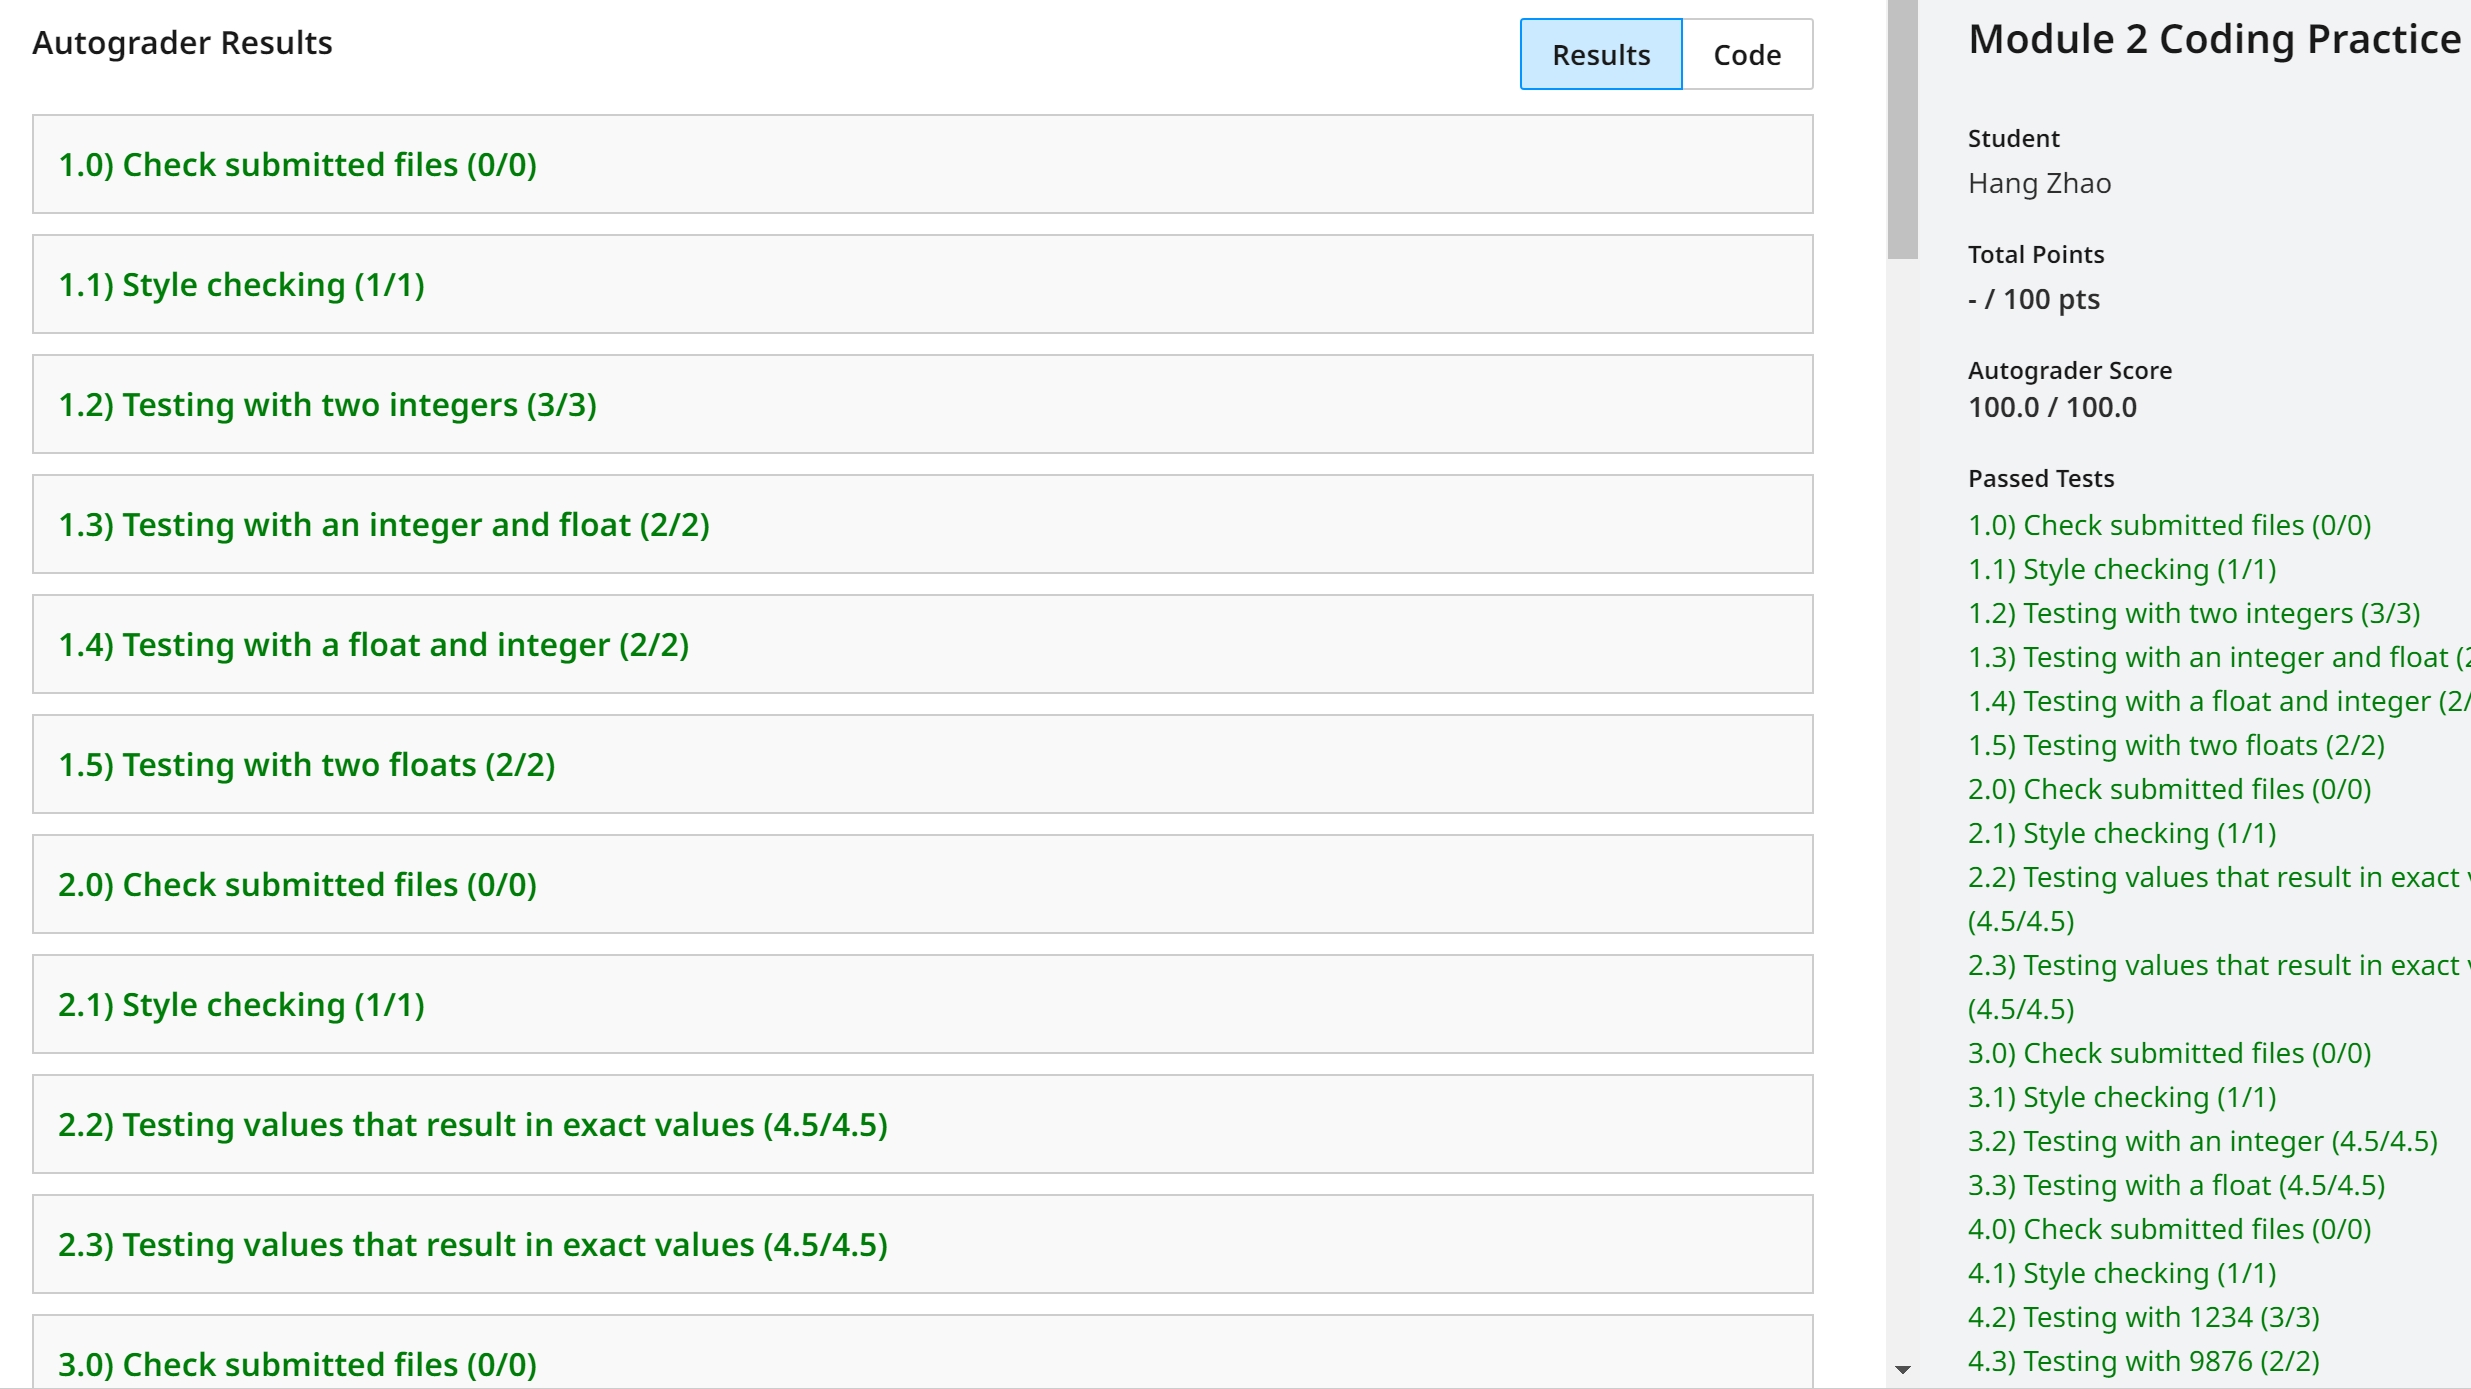 Autograder Results
Results
Code
1.0) Check submitted files (0/0)
1.1) Style checking (1/1)
1.2) Testing with two integers (3/3)
1.3) Testing with an integer and float (2/2)
1.4) Testing with a float and integer (2/2)
1.5) Testing with two floats (2/2)
2.0) Check submitted files (0/0)
2.1) Style checking (1/1)
2.2) Testing values that result in exact values (4.5/4.5)
2.3) Testing values that result in exact values (4.5/4.5)
3.0) Check submitted files (0/0)
Module 2 Coding Practice
Student
Hang Zhao
Total Points
- / 100 pts
Autograder Score
100.0 / 100.0
Passed Tests
1.0) Check submitted files (0/0)
1.1) Style checking (1/1)
1.2) Testing with two integers (3/3)
1.3) Testing with an integer and float
1.4) Testing with a float and integer (2/
1.5) Testing with two floats (2/2)
2.0) Check submitted files (0/0)
2.1) Style checking (1/1)
2.2) Testing values that result in exact
(4.5/4.5)
2.3) Testing values that result in exact
(4.5/4.5)
3.0) Check submitted files (0/0)
3.1) Style checking (1/1)
3.2) Testing with an integer (4.5/4.5)
3.3) Testing with a float (4.5/4.5)
4.0) Check submitted files (0/0)
4.1) Style checking (1/1)
4.2) Testing with 1234 (3/3)
4.3) Testing with 9876 (2/2)